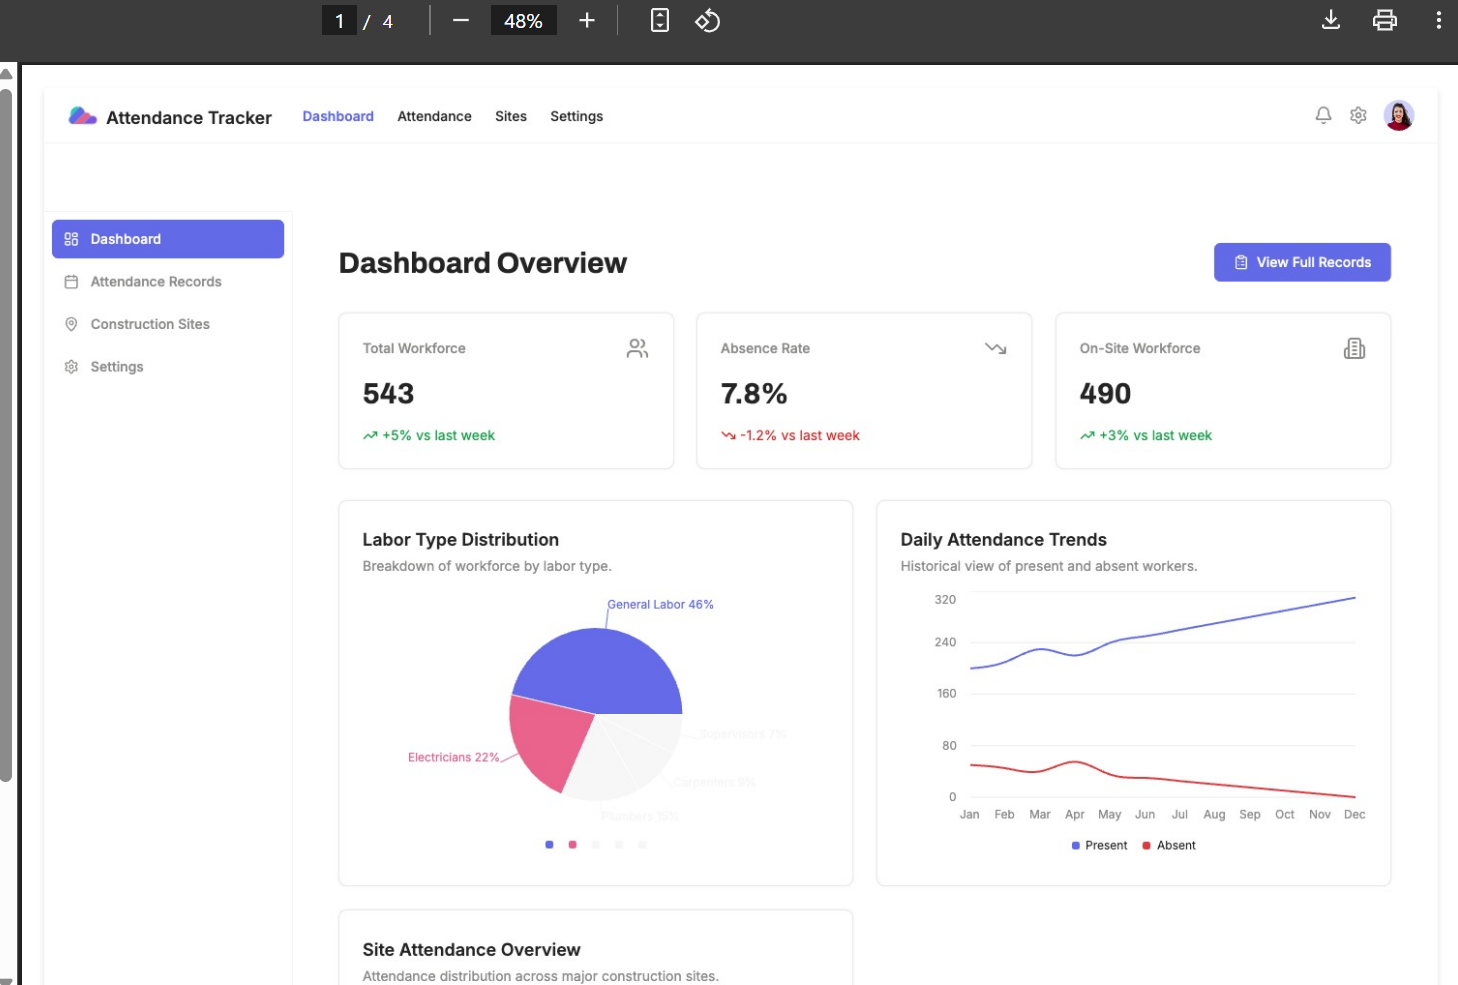 1 / 4
48%
Attendance Tracker
Dashboard
Attendance
Sites
Settings
Dashboard
Attendance Records
Construction Sites
Settings
Dashboard Overview
View Full Records
Total Workforce
543
+5% vs last week
Absence Rate
7.8%
-1.2% vs last week
On-Site Workforce
490
+3% vs last week
Labor Type Distribution
Breakdown of workforce by labor type.
General Labor 46%
Electricians 22%
Supervisors 7%
Carpenters 9%
Plumbers 15%
Daily Attendance Trends
Historical view of present and absent workers.
320
240
160
80
0
Jan Feb Mar Apr May Jun Jul Aug Sep Oct Nov Dec
Present Absent
Site Attendance Overview
Attendance distribution across major construction sites.